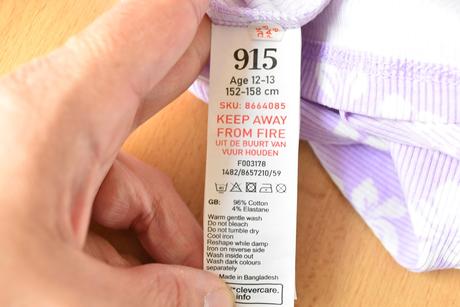 915
Age 12-13
152-158 cm
SKU: 8664085
KEEP AWAY
FROM FIRE
UIT DE BUURT VAN
VUUR HOUDEN
F003178
1482/8657210/59
GB: 96% Cotton
4% Elastane
Warm gentle wash
Do not bleach
Do not tumble dry
Cool iron
Reshape while damp
Iron on reverse side
Wash inside out
Wash dark colours
separately
Made in Bangladesh
clevercare.
info